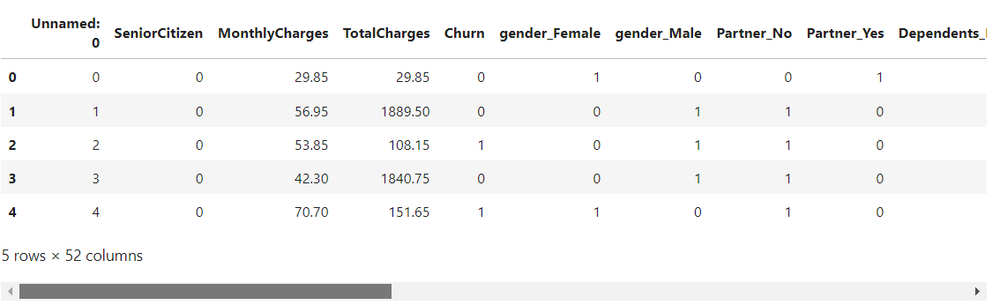 Unnamed: 0 SeniorCitizen MonthlyCharges TotalCharges Churn gender_Female gender_Male Partner_No Partner_Yes Dependents_
0 0 0 29.85 29.85 0 1 0 0 1
1 1 0 56.95 1889.50 0 0 1 1 0
2 2 0 53.85 108.15 1 0 1 1 0
3 3 0 42.30 1840.75 0 0 1 1 0
4 4 0 70.70 151.65 1 1 0 1 0
5 rows × 52 columns